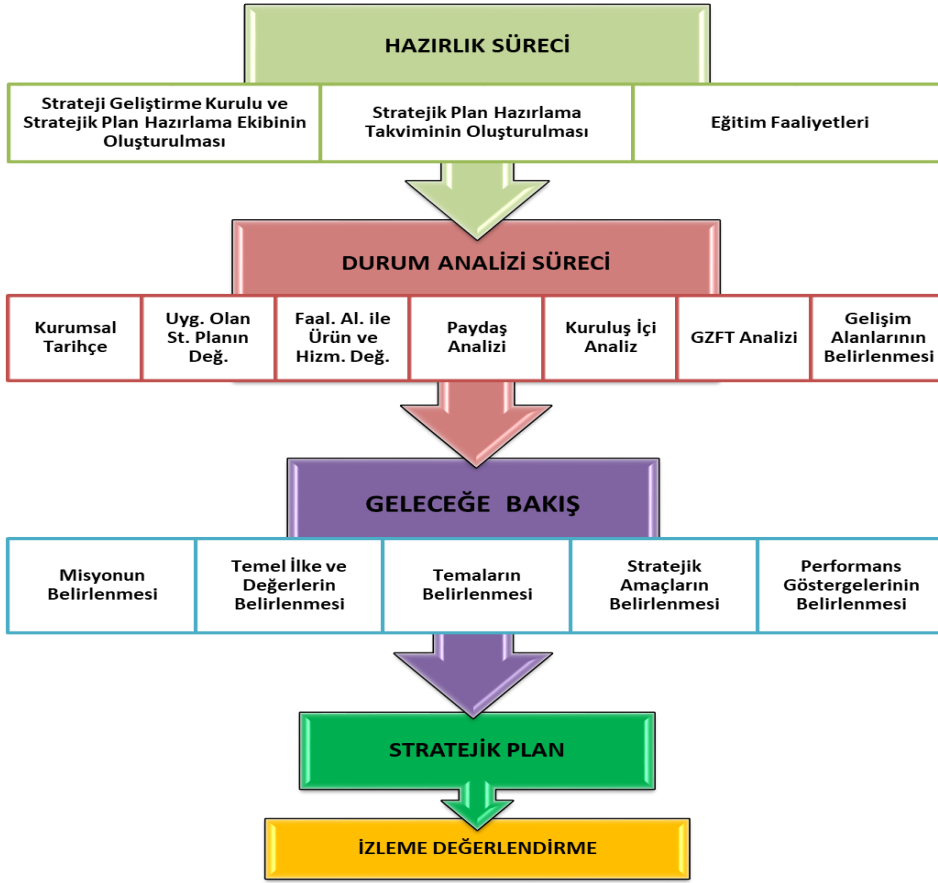 HAZIRLIK SÜRECİ
Strateji Geliştirme Kurulu ve
Stratejik Plan Hazırlama Ekibinin
Oluşturulması
Stratejik Plan Hazırlama
Takviminin Oluşturulması
Eğitim Faaliyetleri
DURUM ANALİZİ SÜRECİ
Kurumsal
Tarihçe
Uyg. Olan
St. Planın
Değ.
Faal. Al. ile
Ürün ve
Hizm. Değ.
Paydaş
Analizi
Kuruluş İçi
Analiz
GZFT Analizi
Gelişim
Alanlarının
Belirlenmesi
GELECEĞE BAKIŞ
Misyonun
Belirlenmesi
Temel İlke ve
Değerlerin
Belirlenmesi
Temaların
Belirlenmesi
Stratejik
Amaçların
Belirlenmesi
Performans
Göstergelerinin
Belirlenmesi
STRATEJİK PLAN
İZLEME DEĞERLENDİRME